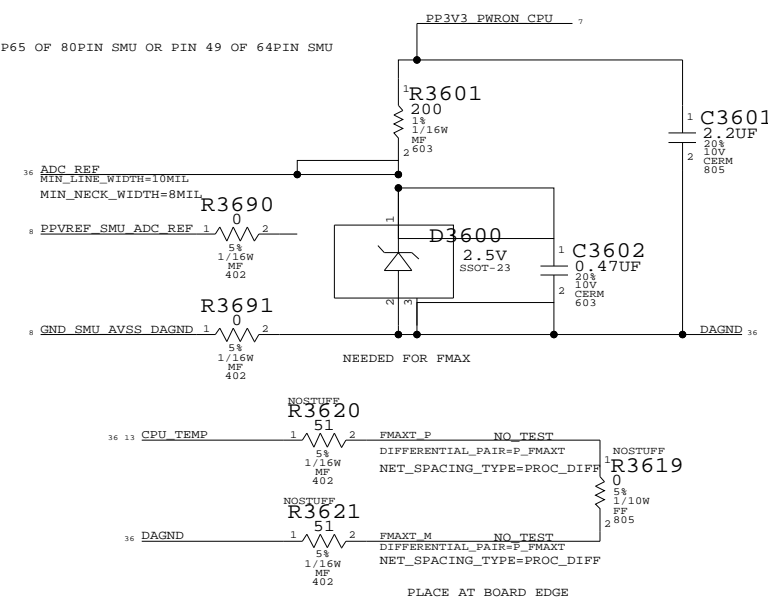 PP3V3_PWRON_CPU 7
P65 OF 80PIN SMU OR PIN 49 OF 64PIN SMU
1 R3601
200
1%
1/16W
MF
2 603
1 C3601
2.2UF
20%
10V
CERM
805
2
36 ADC_REF
MIN_LINE_WIDTH=10MIL
MIN_NECK_WIDTH=8MIL
R3690
0
8 PPVREF_SMU_ADC_REF 1 2
5%
1/16W
MF
402
1
D3600
2.5V
SSOT-23
2 3
1 C3602
0.47UF
20%
10V
CERM
603
2
R3691
0
8 GND_SMU_AVSS_DAGND 1 2
5%
1/16W
MF
402
DAGND 36
NEEDED FOR FMAX
NOSTUFF
R3620
51
36 13 CPU_TEMP 1 2 FMAXT_P NO_TEST
5%
1/16W
MF
402
DIFFERENTIAL_PAIR=P_FMAXT
NET_SPACING_TYPE=PROC_DIFF
NOSTUFF
1 R3619
0
5%
1/10W
FF
2 805
NOSTUFF
R3621
51
36 DAGND 1 2 FMAXT_M NO_TEST
5%
1/16W
MF
402
DIFFERENTIAL_PAIR=P_FMAXT
NET_SPACING_TYPE=PROC_DIFF
PLACE AT BOARD EDGE